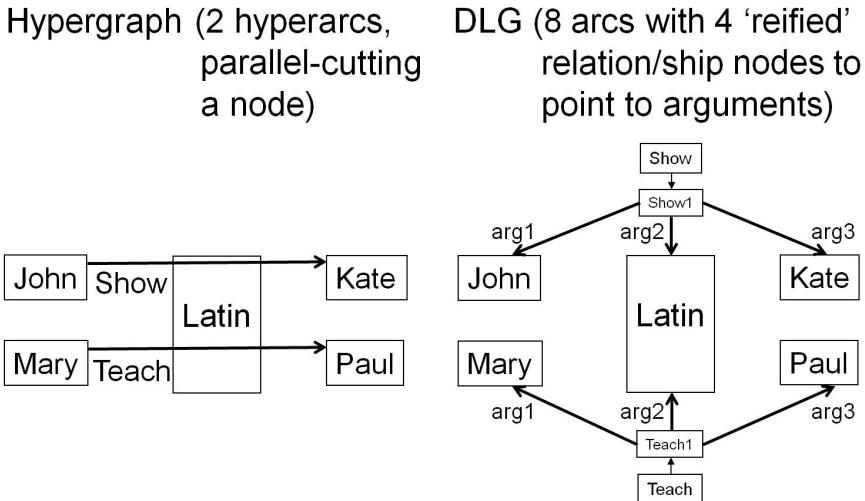 Hypergraph (2 hyperarcs,
parallel-cutting
a node)
John
Show
Latin
Kate
Mary
Teach
Paul
DLG (8 arcs with 4 ‘reified’
relation/ship nodes to
point to arguments)
Show
Show1
arg1
arg2
arg3
John
Latin
Kate
Mary
Paul
arg1
arg2
arg3
Teach1
Teach